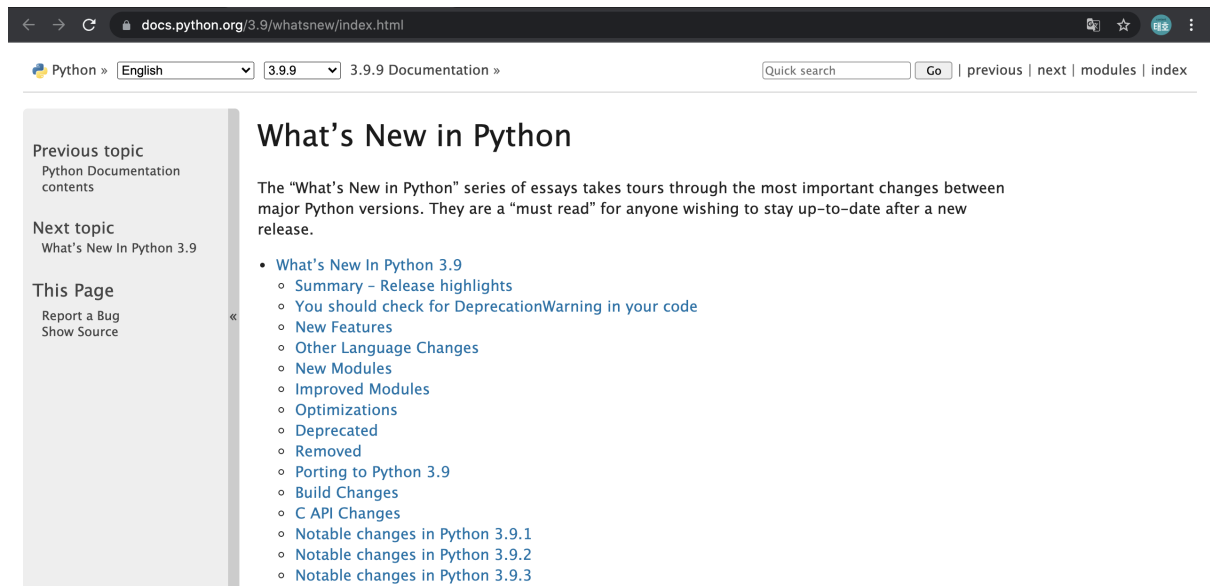 docs.python.org/3.9/whatsnew/index.html
태호
Python » English 3.9.9 3.9.9 Documentation » Quick search Go | previous | next | modules | index
Previous topic
Python Documentation
contents
Next topic
What's New In Python 3.9
This Page
Report a Bug
Show Source
«
What's New in Python
The “What's New in Python” series of essays takes tours through the most important changes between
major Python versions. They are a “must read” for anyone wishing to stay up-to-date after a new
release.
• What's New In Python 3.9
◦ Summary – Release highlights
◦ You should check for DeprecationWarning in your code
◦ New Features
◦ Other Language Changes
◦ New Modules
◦ Improved Modules
◦ Optimizations
◦ Deprecated
◦ Removed
◦ Porting to Python 3.9
◦ Build Changes
◦ C API Changes
◦ Notable changes in Python 3.9.1
◦ Notable changes in Python 3.9.2
◦ Notable changes in Python 3.9.3